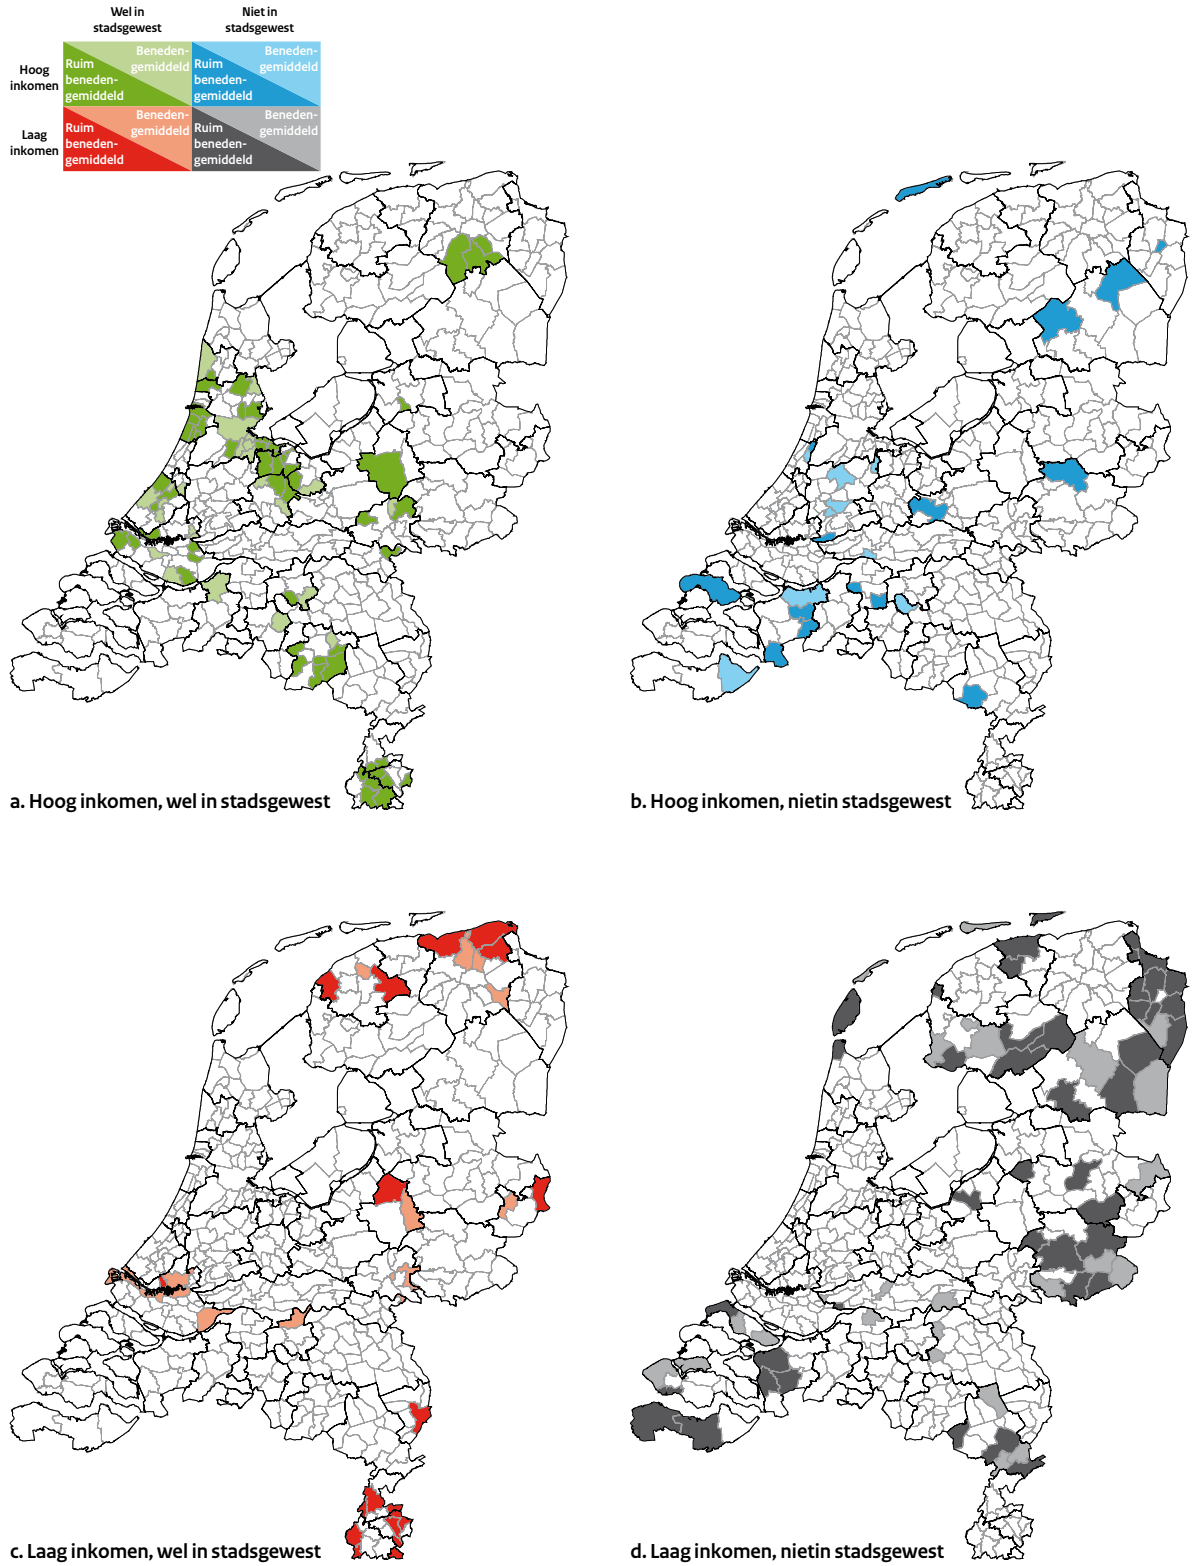 Wel in
stadsgewest
Niet in
stadsgewest
Hoog
inkomen
Beneden-
gemiddeld
Ruim
beneden-
gemiddeld
Beneden-
gemiddeld
Ruim
beneden-
gemiddeld
Laag
inkomen
Beneden-
gemiddeld
Ruim
beneden-
gemiddeld
Beneden-
gemiddeld
Ruim
beneden-
gemiddeld
a. Hoog inkomen, wel in stadsgewest
b. Hoog inkomen, nietin stadsgewest
c. Laag inkomen, wel in stadsgewest
d. Laag inkomen, nietin stadsgewest